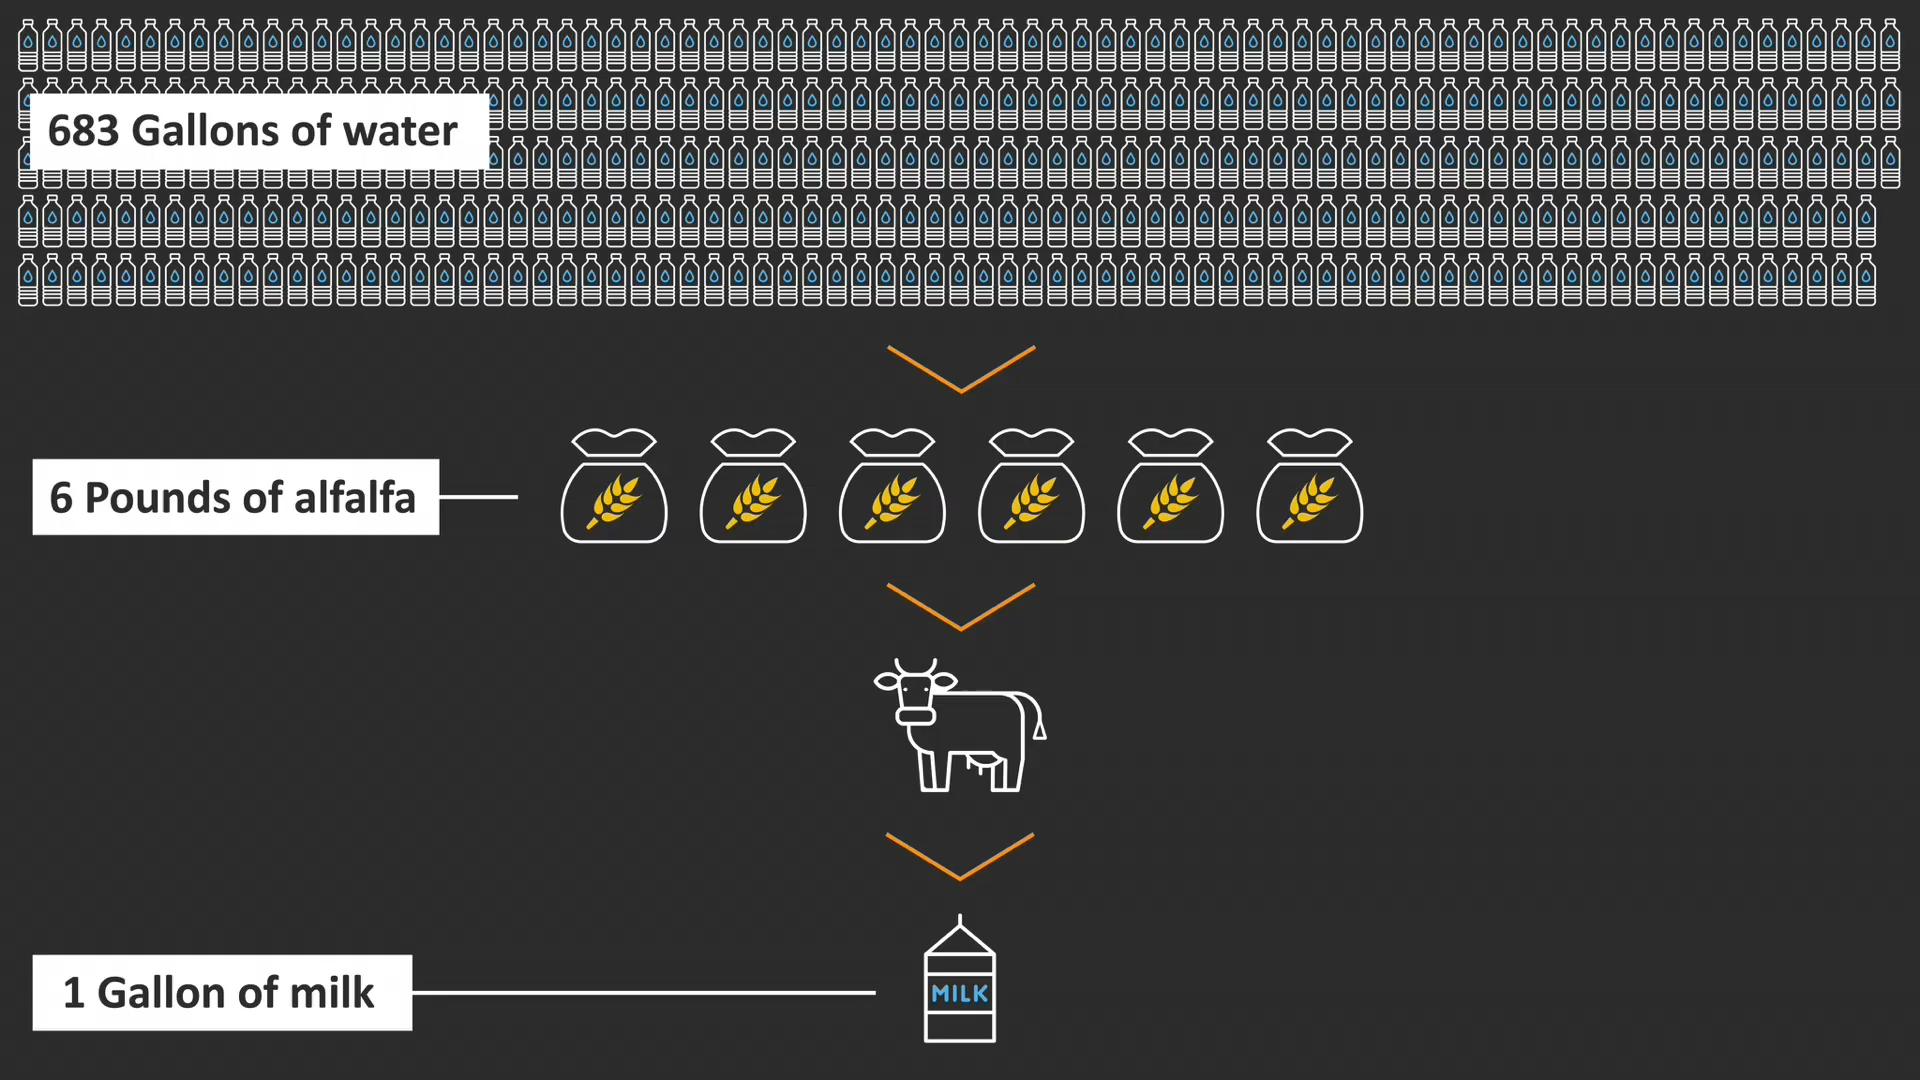 683 Gallons of water
6 Pounds of alfalfa
1 Gallon of milk
MILK